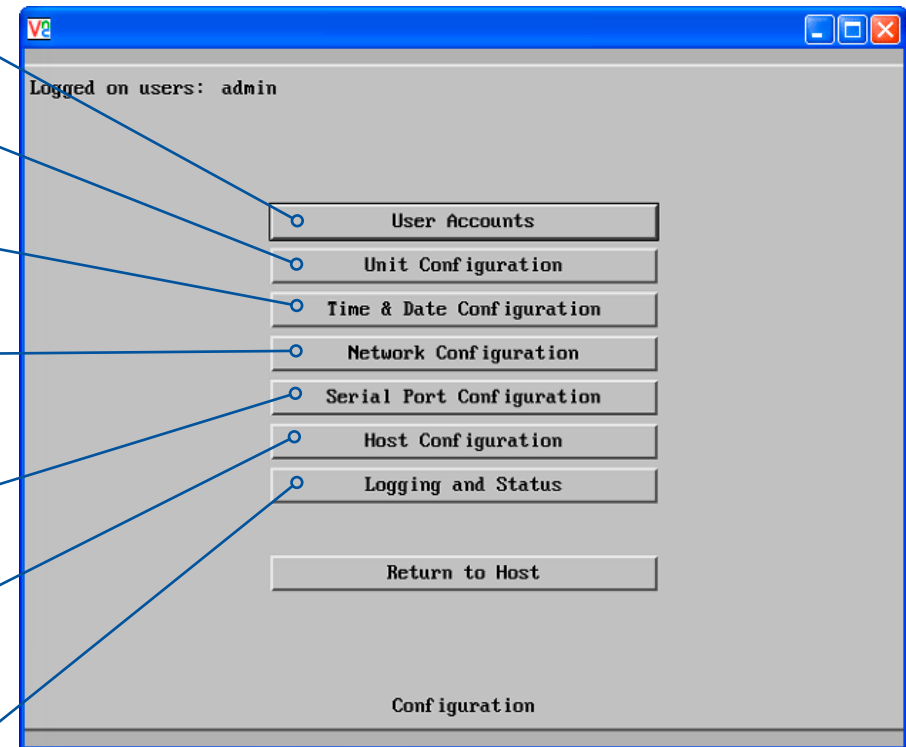 VNC
Logged on users: admin
User Accounts
Unit Configuration
Time & Date Configuration
Network Configuration
Serial Port Configuration
Host Configuration
Logging and Status
Return to Host
Configuration